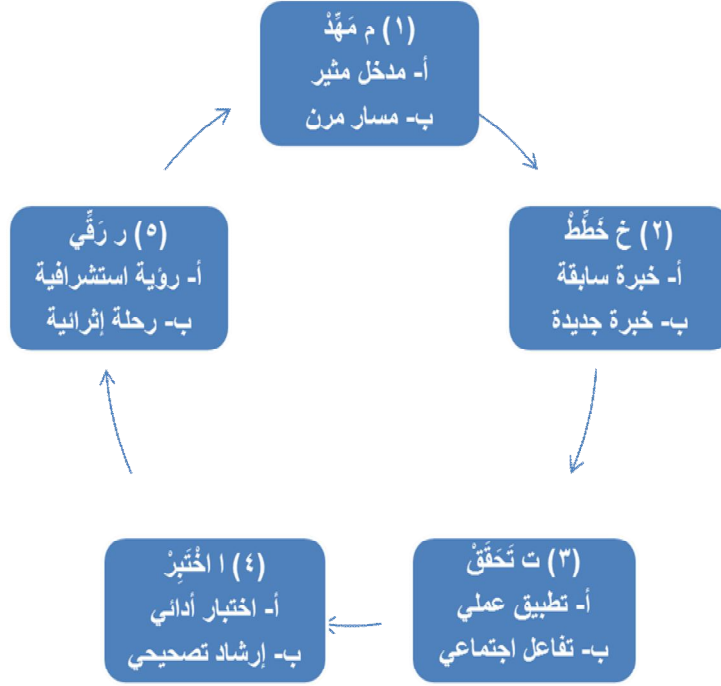 (١) م مَهِّدْ
أ- مدخل مثير
ب- مسار مرن
(٢) خ خَطِّطْ
أ- خبرة سابقة
ب- خبرة جديدة
(٣) ت تَحَقَّقْ
أ- تطبيق عملي
ب- تفاعل اجتماعي
(٤) ا اخْتَبِرْ
أ- اختبار أدائي
ب- إرشاد تصحيحي
(٥) ر رَقِّي
أ- رؤية استشرافية
ب- رحلة إثرائية